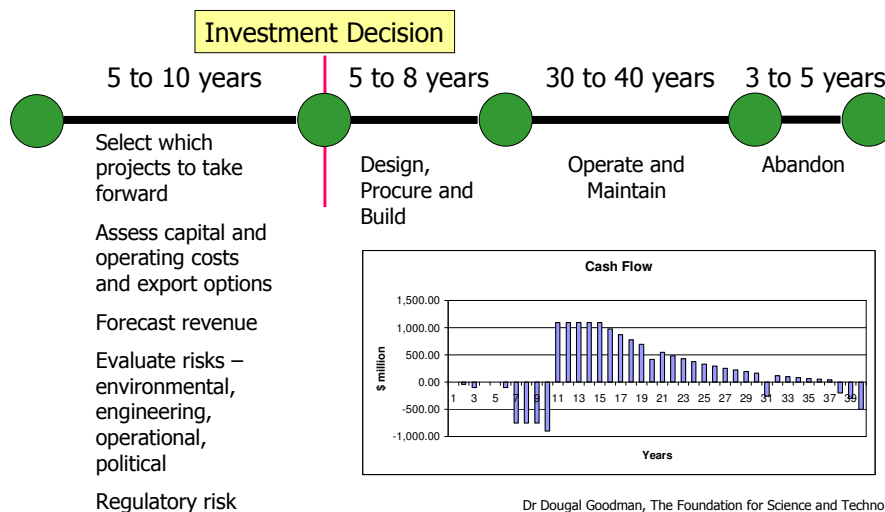 Investment Decision
5 to 10 years
5 to 8 years
30 to 40 years
3 to 5 years
Select which
projects to take
forward
Assess capital and
operating costs
and export options
Forecast revenue
Evaluate risks –
environmental,
engineering,
operational,
political
Regulatory risk
Design,
Procure and
Build
Operate and
Maintain
Abandon
Cash Flow
$ million
1,500.00
1,000.00
500.00
0.00
-500.00
-1,000.00
1 3 5 7 9 11 13 15 17 19 21 23 25 27 29 31 33 35 37 39
Years
Dr Dougal Goodman, The Foundation for Science and Techno